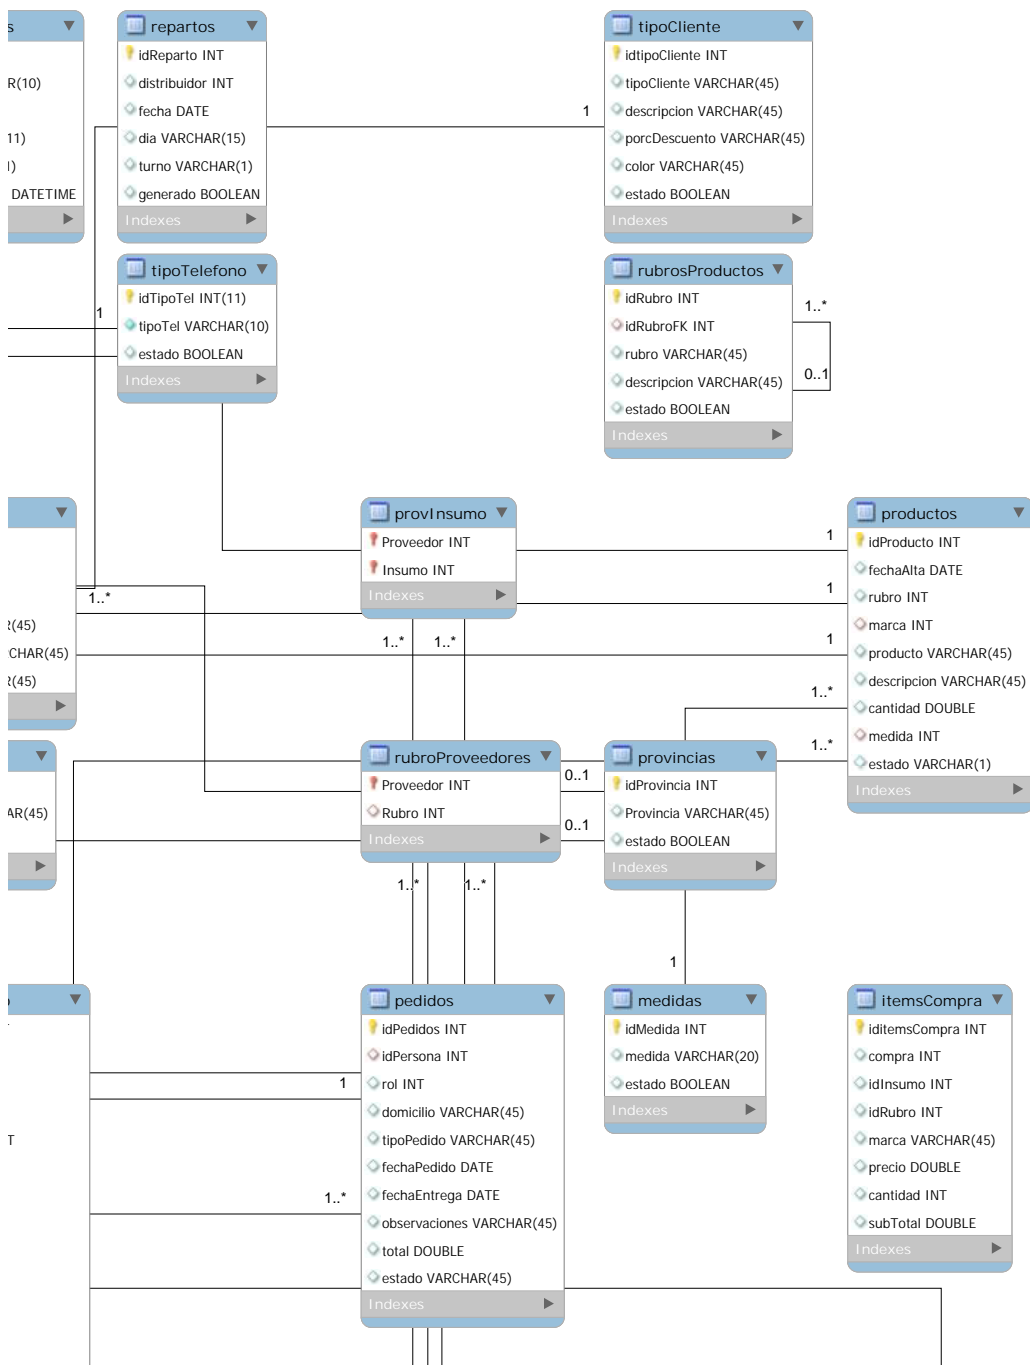 s
R(10)
11)
)
DATETIME
repartos
idReparto INT
distribuidor INT
fecha DATE
dia VARCHAR(15)
turno VARCHAR(1)
generado BOOLEAN
Indexes
1
tipoCliente
idtipoCliente INT
tipoCliente VARCHAR(45)
descripcion VARCHAR(45)
porcDescuento VARCHAR(45)
color VARCHAR(45)
estado BOOLEAN
Indexes
1
tipoTelefono
idTipoTel INT(11)
tipoTel VARCHAR(10)
estado BOOLEAN
Indexes
rubrosProductos
idRubro INT
idRubroFK INT
rubro VARCHAR(45)
descripcion VARCHAR(45)
estado BOOLEAN
Indexes
1..*
0..1
R(45)
CHAR(45)
R(45)
1..*
provInsumo
Proveedor INT
Insumo INT
Indexes
1..*
1..*
1
1
1
1..*
1..*
productos
idProducto INT
fechaAlta DATE
rubro INT
marca INT
producto VARCHAR(45)
descripcion VARCHAR(45)
cantidad DOUBLE
medida INT
estado VARCHAR(1)
Indexes
AR(45)
rubroProveedores
Proveedor INT
Rubro INT
Indexes
0..1
0..1
1..*
1..*
provincias
idProvincia INT
Provincia VARCHAR(45)
estado BOOLEAN
Indexes
1
T
1
1..*
pedidos
idPedidos INT
idPersona INT
rol INT
domicilio VARCHAR(45)
tipoPedido VARCHAR(45)
fechaPedido DATE
fechaEntrega DATE
observaciones VARCHAR(45)
total DOUBLE
estado VARCHAR(45)
Indexes
medidas
idMedida INT
medida VARCHAR(20)
estado BOOLEAN
Indexes
itemsCompra
iditemsCompra INT
compra INT
idInsumo INT
idRubro INT
marca VARCHAR(45)
precio DOUBLE
cantidad INT
subTotal DOUBLE
Indexes